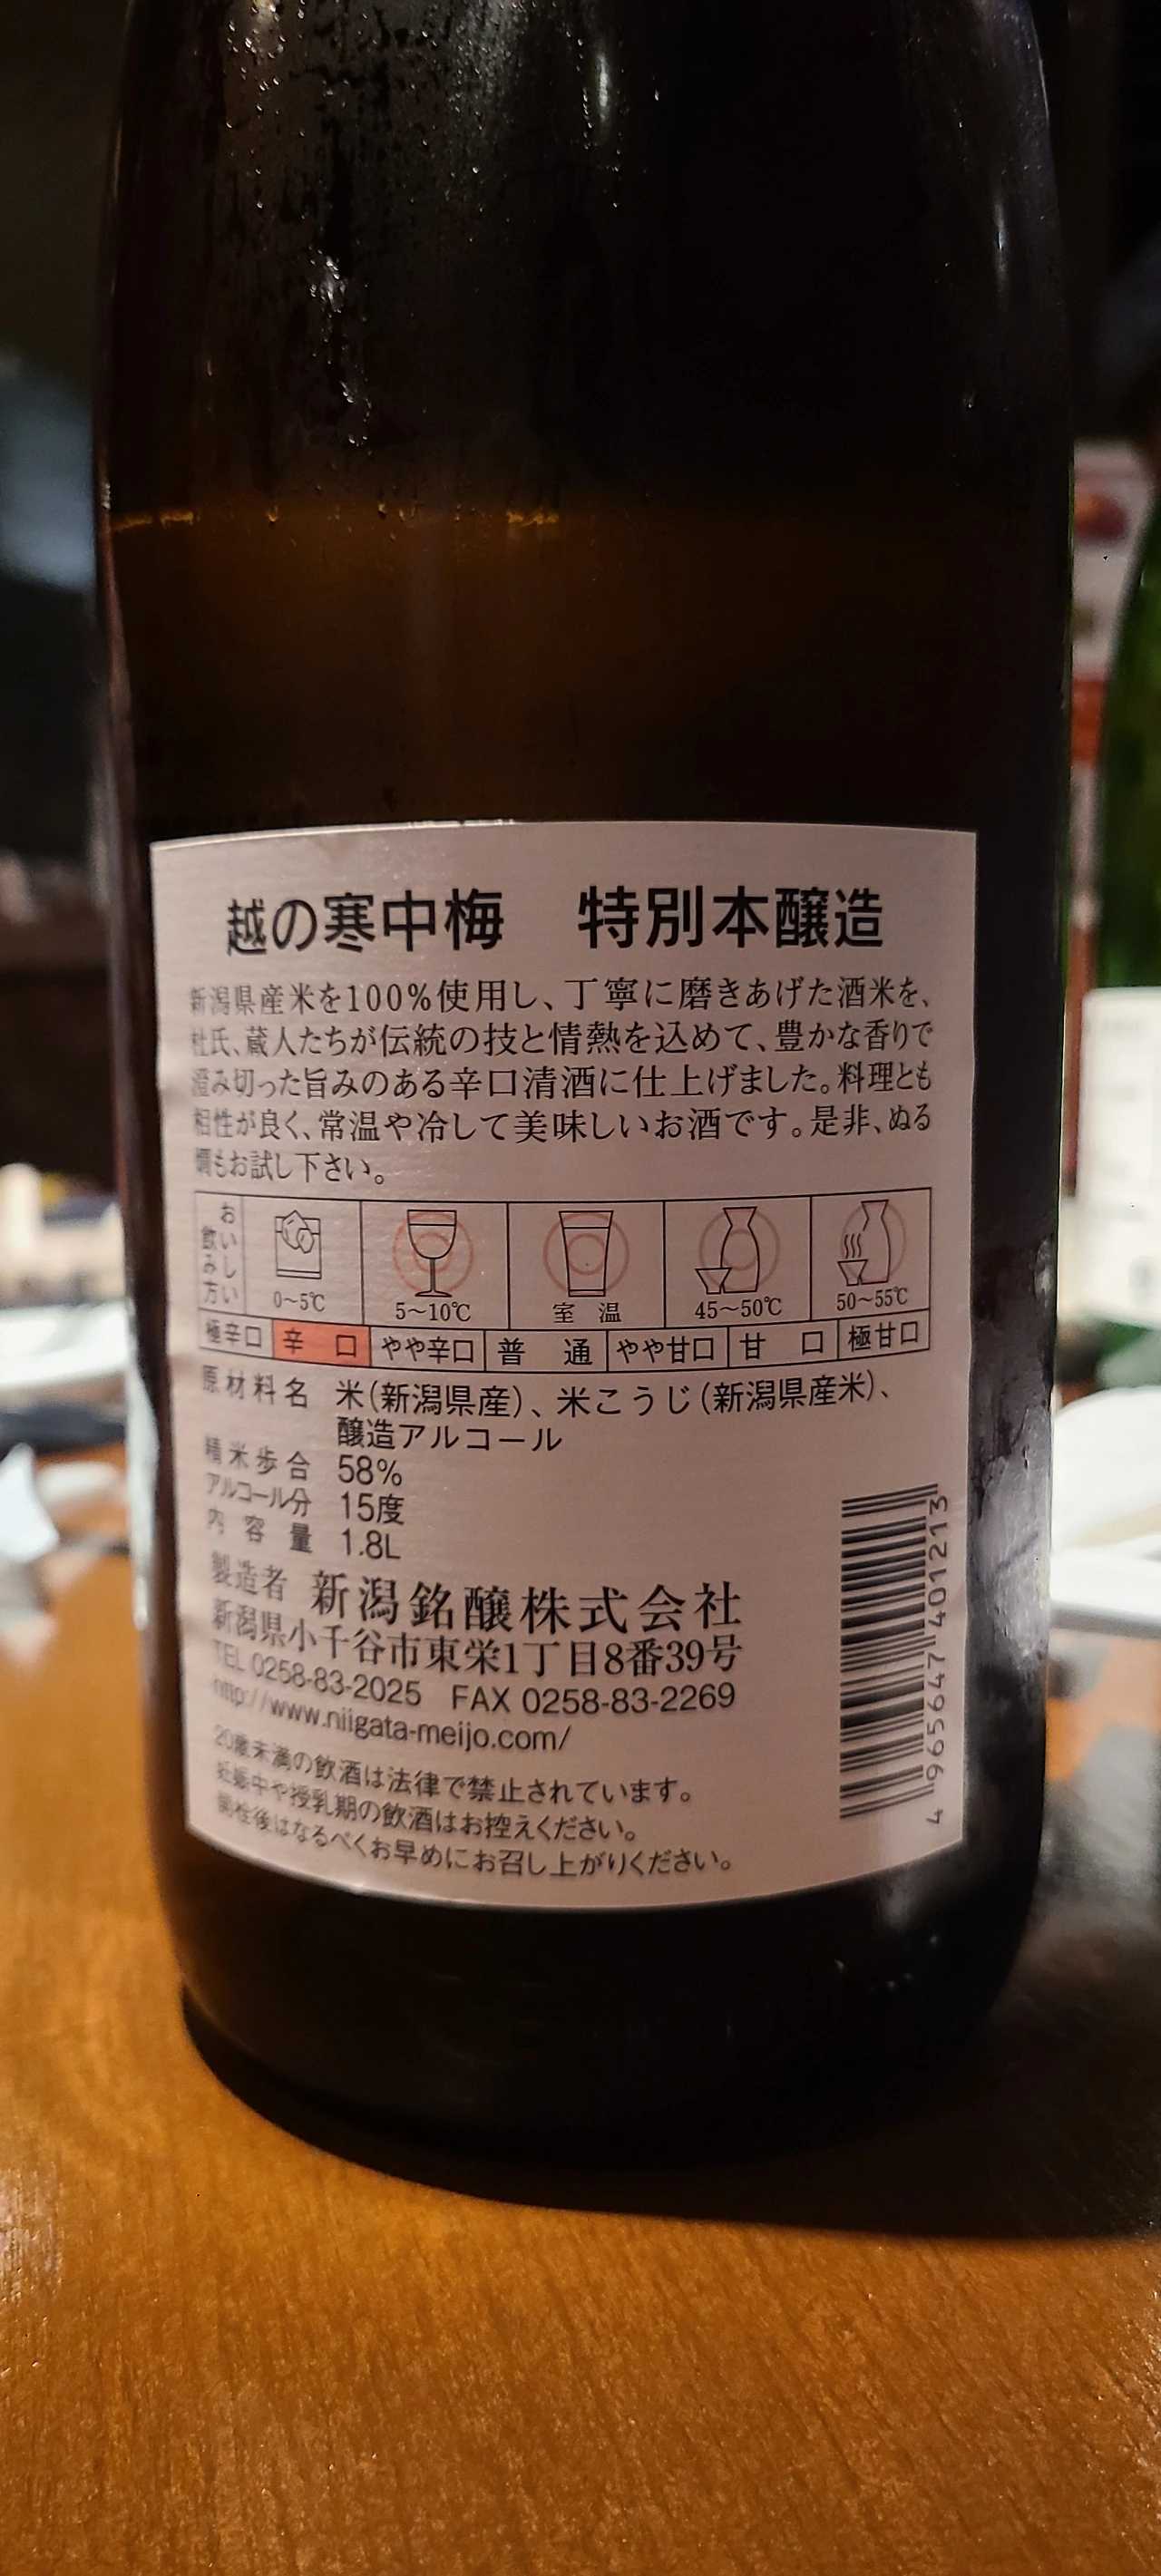 越の寒中梅 特別本醸造
新潟県産米を100%使用し、丁寧に磨きあげた酒米を、
杜氏、蔵人たちが伝統の技と情熱を込めて、豊かな香りで
澄み切った旨みのある辛口清酒に仕上げました。料理とも
相性が良く、常温や冷して美味しいお酒です。是非、ぬる
燗もお試し下さい。
おいしい飲み方
0～5℃ 5～10℃ 室温 45～50℃ 50～55℃
極辛口 辛口 やや辛口 普通 やや甘口 甘口 極甘口
原材料名 米(新潟県産)、米こうじ(新潟県産米)、
醸造アルコール
精米歩合 58%
アルコール分 15度
内容量 1.8L
製造者 新潟銘醸株式会社
新潟県小千谷市東栄1丁目8番39号
TEL 0258-83-2025 FAX 0258-83-2269
http://www.niigata-meijo.com/
20歳未満の飲酒は法律で禁止されています。
妊娠中や授乳期の飲酒はお控えください。
開栓後はなるべくお早めにお召し上がりください。
4 965647 401213